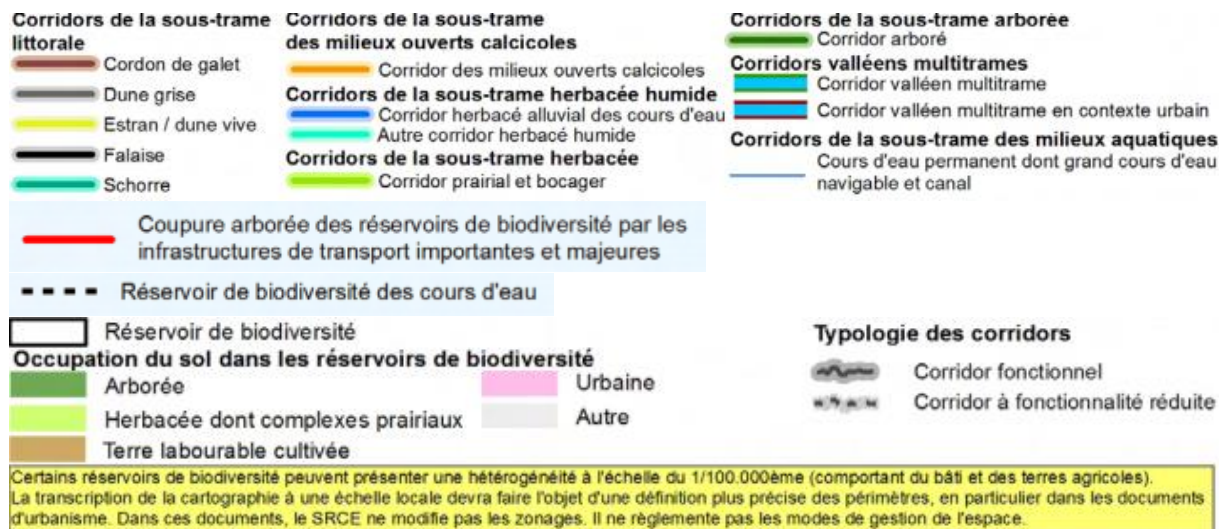 Corridors de la sous-trame
littorale
Cordon de galet
Dune grise
Estran / dune vive
Falaise
Schorre
Corridors de la sous-trame
des milieux ouverts calcicoles
Corridor des milieux ouverts calcicoles
Corridors de la sous-trame herbacée humide
Corridor herbacé alluvial des cours d'eau
Autre corridor herbacé humide
Corridors de la sous-trame herbacée
Corridor prairial et bocager
Corridors de la sous-trame arborée
Corridor arboré
Corridors valléens multitrames
Corridor valléen multitrame
Corridor valléen multitrame en contexte urbain
Corridors de la sous-trame des milieux aquatiques
Cours d'eau permanent dont grand cours d'eau
navigable et canal
Coupure arborée des réservoirs de biodiversité par les
infrastructures de transport importantes et majeures
Réservoir de biodiversité des cours d'eau
Réservoir de biodiversité
Occupation du sol dans les réservoirs de biodiversité
Arborée
Herbacée dont complexes prairiaux
Terre labourable cultivée
Urbaine
Autre
Typologie des corridors
Corridor fonctionnel
Corridor à fonctionnalité réduite
Certains réservoirs de biodiversité peuvent présenter une hétérogénéité à l'échelle du 1/100.000ème (comportant du bâti et des terres agricoles).
La transcription de la cartographie à une échelle locale devra faire l'objet d'une définition plus précise des périmètres, en particulier dans les documents
d'urbanisme. Dans ces documents, le SRCE ne modifie pas les zonages. Il ne règlemente pas les modes de gestion de l'espace.